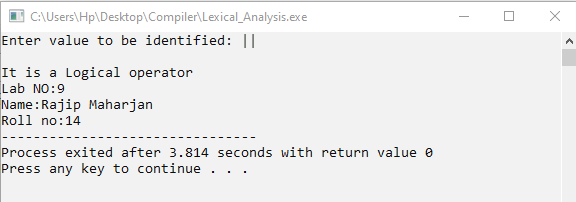 C:\Users\Hp\Desktop\Compiler\Lexical_Analysis.exe
Enter value to be identified: ||
It is a Logical operator
Lab NO:9
Name:Rajip Maharjan
Roll no:14
--------------------------------
Process exited after 3.814 seconds with return value 0
Press any key to continue . . .